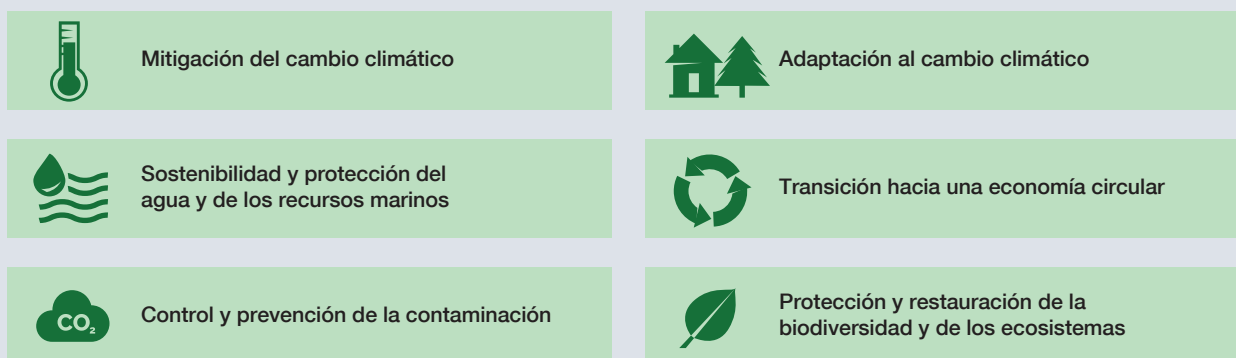 Mitigación del cambio climático
Adaptación al cambio climático
Sostenibilidad y protección del
agua y de los recursos marinos
Transición hacia una economía circular
CO₂
Control y prevención de la contaminación
Protección y restauración de la
biodiversidad y de los ecosistemas